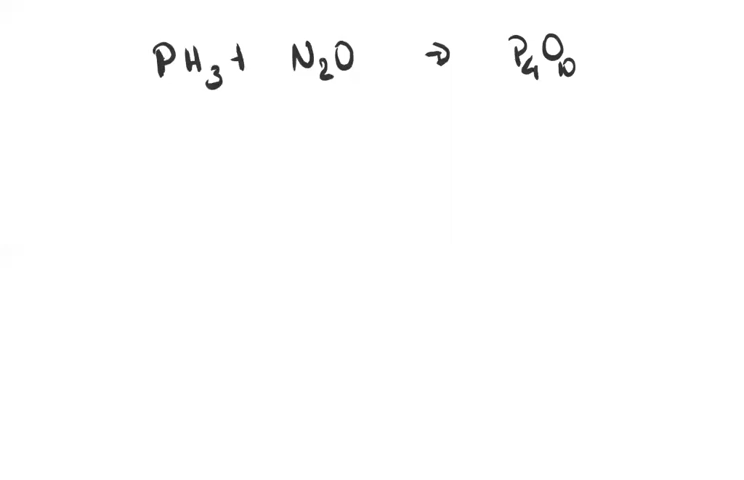 PH₃ + N₂O → P₄O₁₀